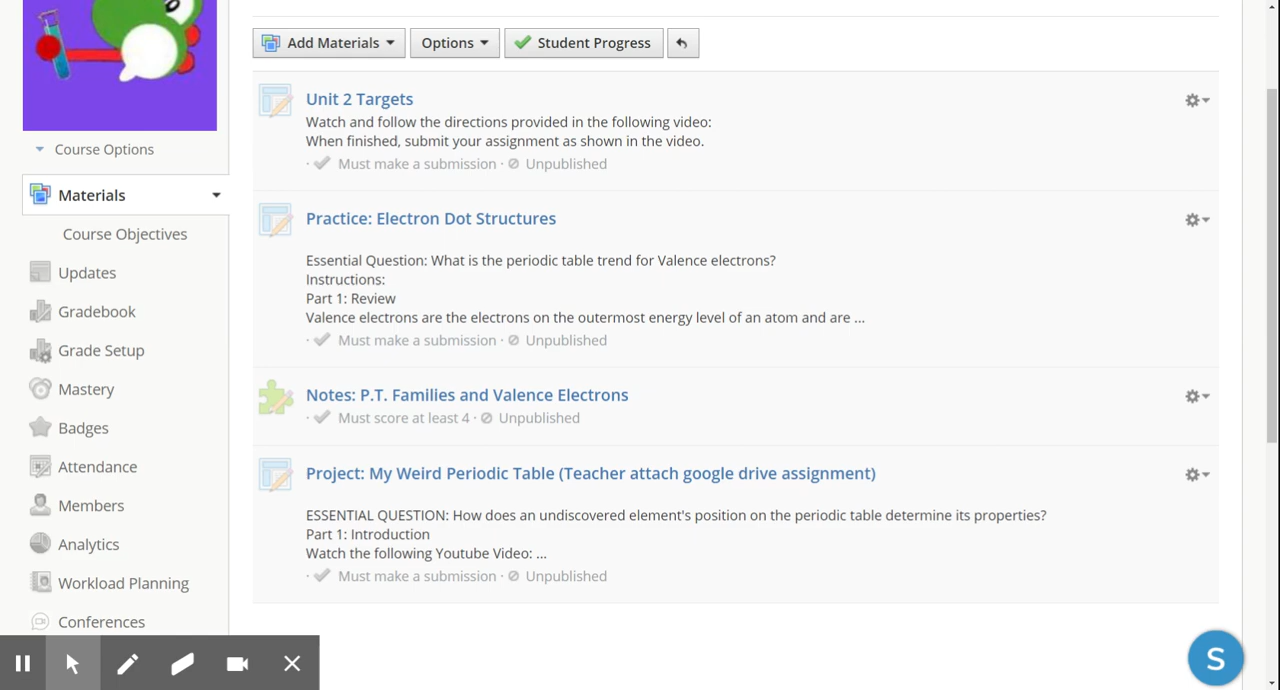 Add Materials
Options
Student Progress
Unit 2 Targets
Watch and follow the directions provided in the following video:
When finished, submit your assignment as shown in the video.
· Must make a submission · Unpublished
Course Options
Materials
Course Objectives
Updates
Gradebook
Grade Setup
Mastery
Badges
Attendance
Members
Analytics
Workload Planning
Conferences
Practice: Electron Dot Structures
Essential Question: What is the periodic table trend for Valence electrons?
Instructions:
Part 1: Review
Valence electrons are the electrons on the outermost energy level of an atom and are ...
· Must make a submission · Unpublished
Notes: P.T. Families and Valence Electrons
· Must score at least 4 · Unpublished
Project: My Weird Periodic Table (Teacher attach google drive assignment)
ESSENTIAL QUESTION: How does an undiscovered element's position on the periodic table determine its properties?
Part 1: Introduction
Watch the following Youtube Video: ...
· Must make a submission · Unpublished
S